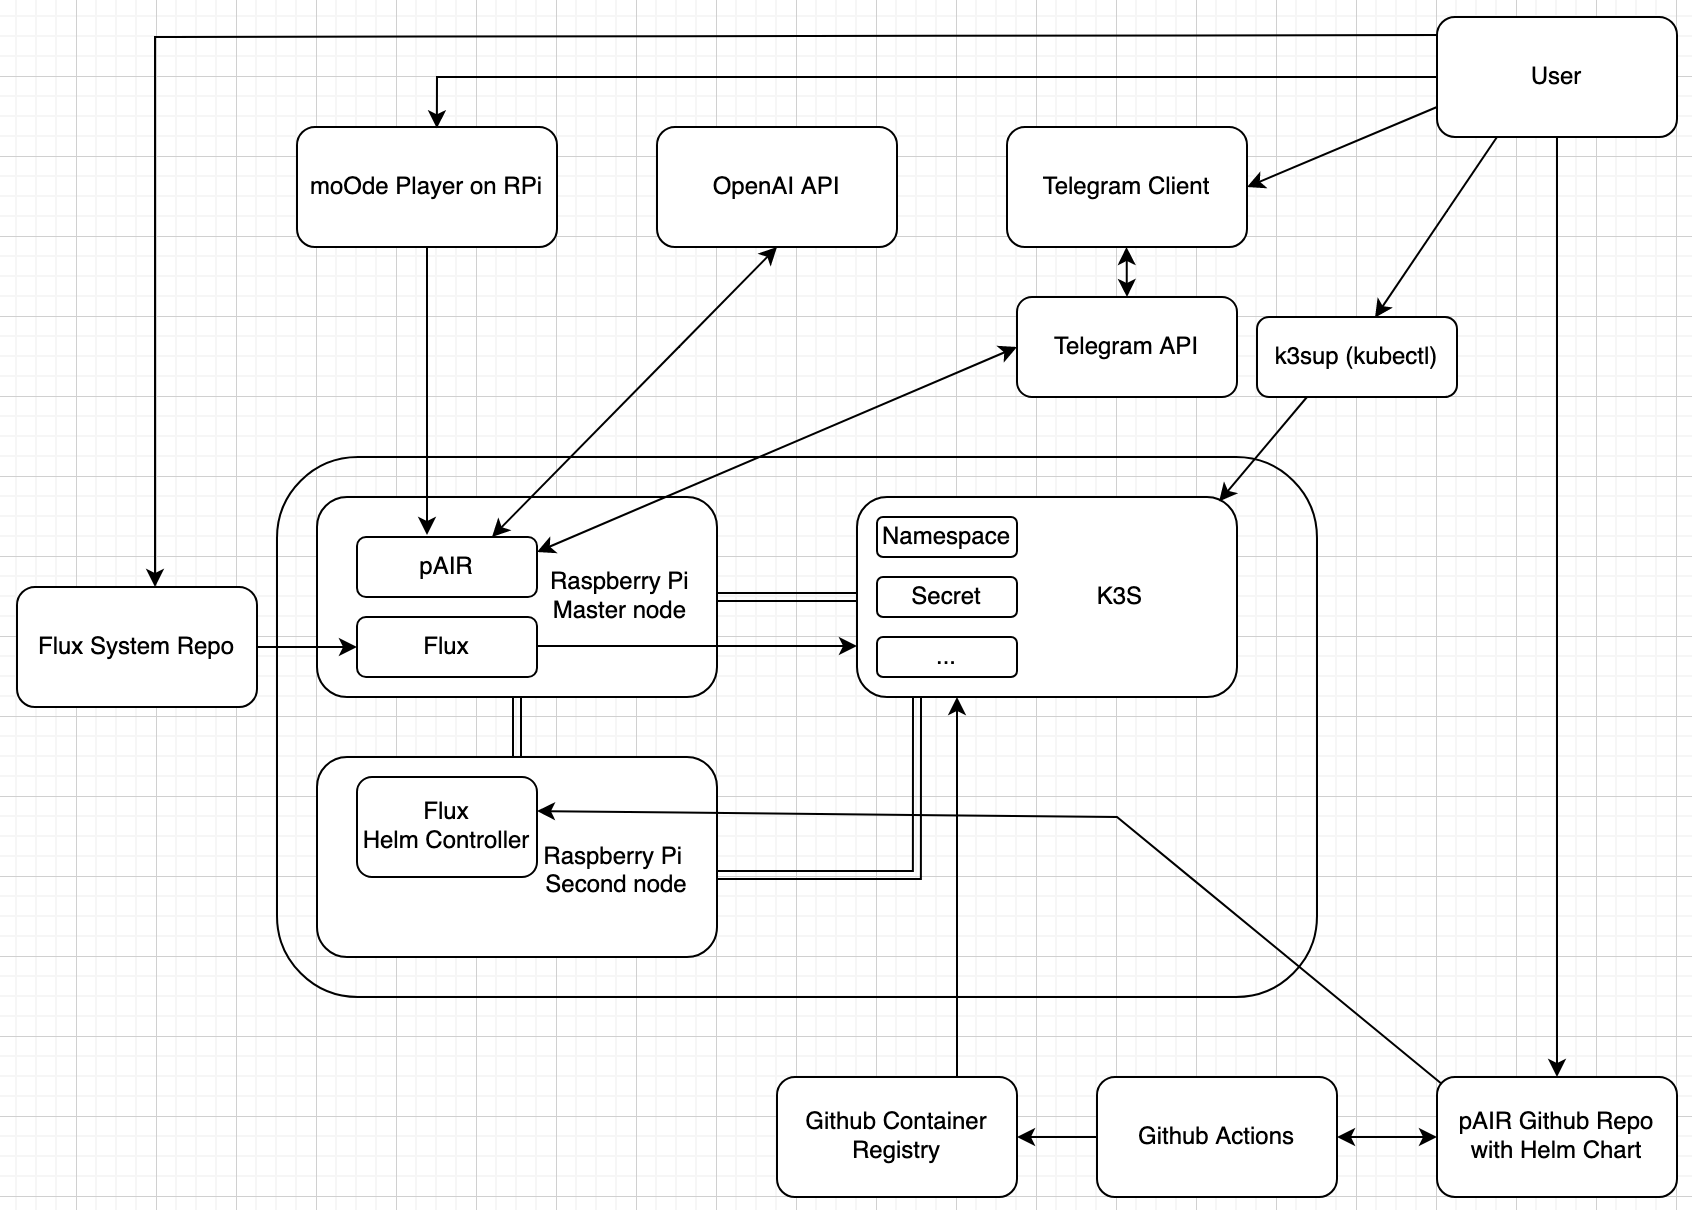 User
moOde Player on RPi
OpenAI API
Telegram Client
Telegram API
k3sup (kubectl)
pAIR
Raspberry Pi
Master node
Flux
Namespace
Secret
...
K3S
Flux System Repo
Flux
Helm Controller
Raspberry Pi
Second node
Github Container
Registry
Github Actions
pAIR Github Repo
with Helm Chart